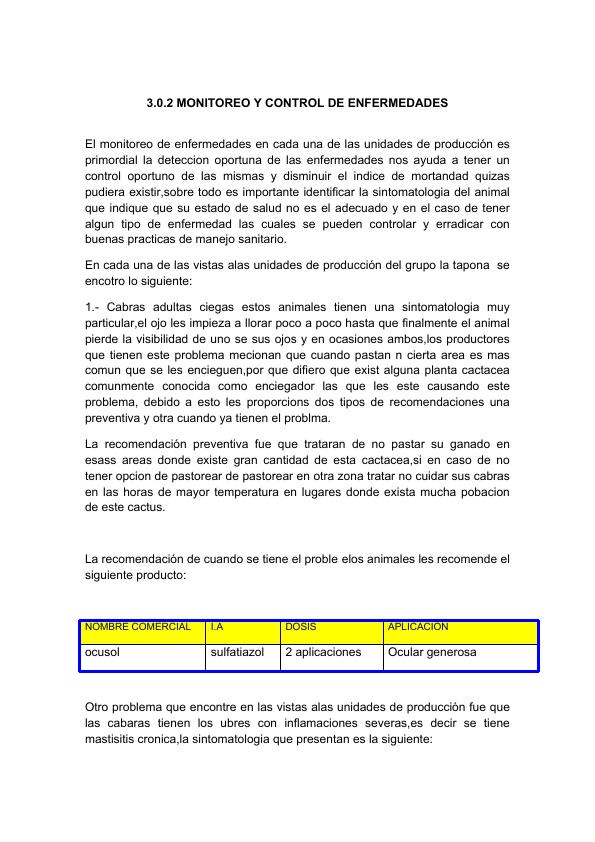 3.0.2 MONITOREO Y CONTROL DE ENFERMEDADES
El monitoreo de enfermedades en cada una de las unidades de producción es
primordial la deteccion oportuna de las enfermedades nos ayuda a tener un
control oportuno de las mismas y disminuir el indice de mortandad quizas
pudiera existir,sobre todo es importante identificar la sintomatologia del animal
que indique que su estado de salud no es el adecuado y en el caso de tener
algun tipo de enfermedad las cuales se pueden controlar y erradicar con
buenas practicas de manejo sanitario.
En cada una de las vistas alas unidades de producción del grupo la tapona se
encotro lo siguiente:
1.- Cabras adultas ciegas estos animales tienen una sintomatologia muy
particular,el ojo les impieza a llorar poco a poco hasta que finalmente el animal
pierde la visibilidad de uno se sus ojos y en ocasiones ambos,los productores
que tienen este problema mecionan que cuando pastan n cierta area es mas
comun que se les encieguen,por que difiero que exist alguna planta cactacea
comunmente conocida como enciegador las que les este causando este
problema, debido a esto les proporcions dos tipos de recomendaciones una
preventiva y otra cuando ya tienen el problma.
La recomendación preventiva fue que trataran de no pastar su ganado en
esass areas donde existe gran cantidad de esta cactacea,si en caso de no
tener opcion de pastorear de pastorear en otra zona tratar no cuidar sus cabras
en las horas de mayor temperatura en lugares donde exista mucha pobacion
de este cactus.
La recomendación de cuando se tiene el proble elos animales les recomende el
siguiente producto:
NOMBRE COMERCIAL I.A DOSIS APLICACIÓN
ocusol sulfatiazol 2 aplicaciones Ocular generosa
Otro problema que encontre en las vistas alas unidades de producción fue que
las cabaras tienen los ubres con inflamaciones severas,es decir se tiene
mastisitis cronica,la sintomatologia que presentan es la siguiente: